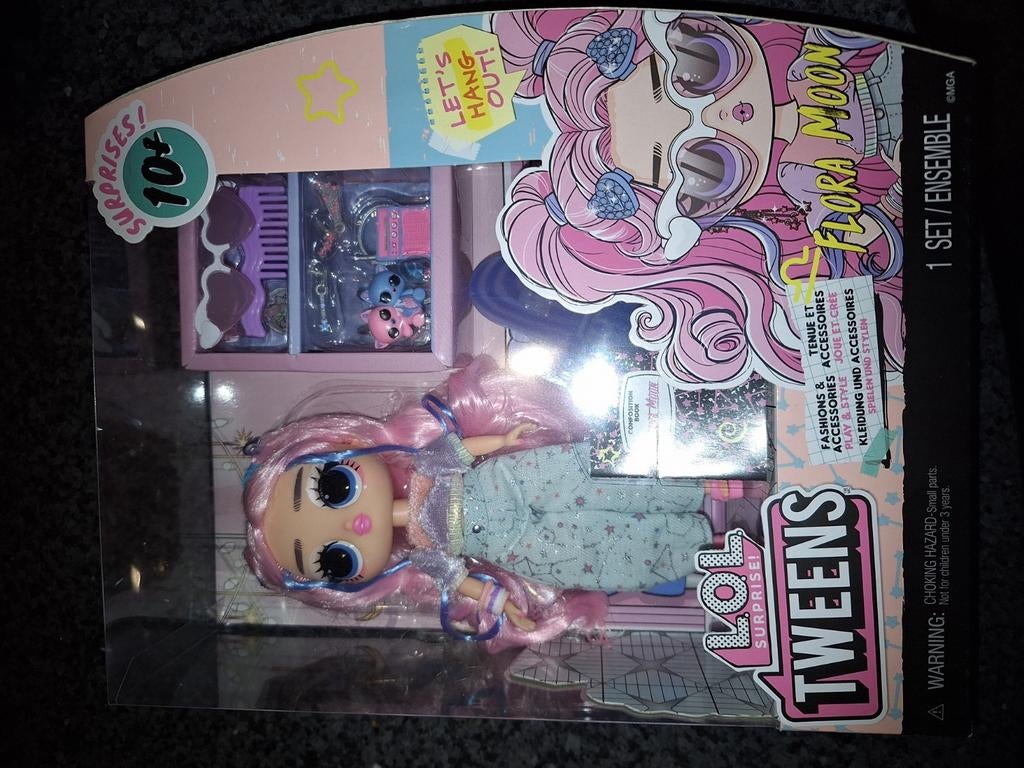 SURPRISES!
10+
LET'S
HANG
OUT!
COMPOSITION
BOOK
FLORA MOON
FASHIONS &
ACCESSORIES
PLAY & STYLE
TENUE ET
ACCESSOIRES
JOUE ET CRÉE
KLEIDUNG UND ACCESSOIRES
SPIELEN UND STYLEN
L.O.L.
SURPRISE!
TWEENS™
⚠ WARNING: CHOKING HAZARD-Small parts.
Not for children under 3 years.
1 SET / ENSEMBLE
©MGA